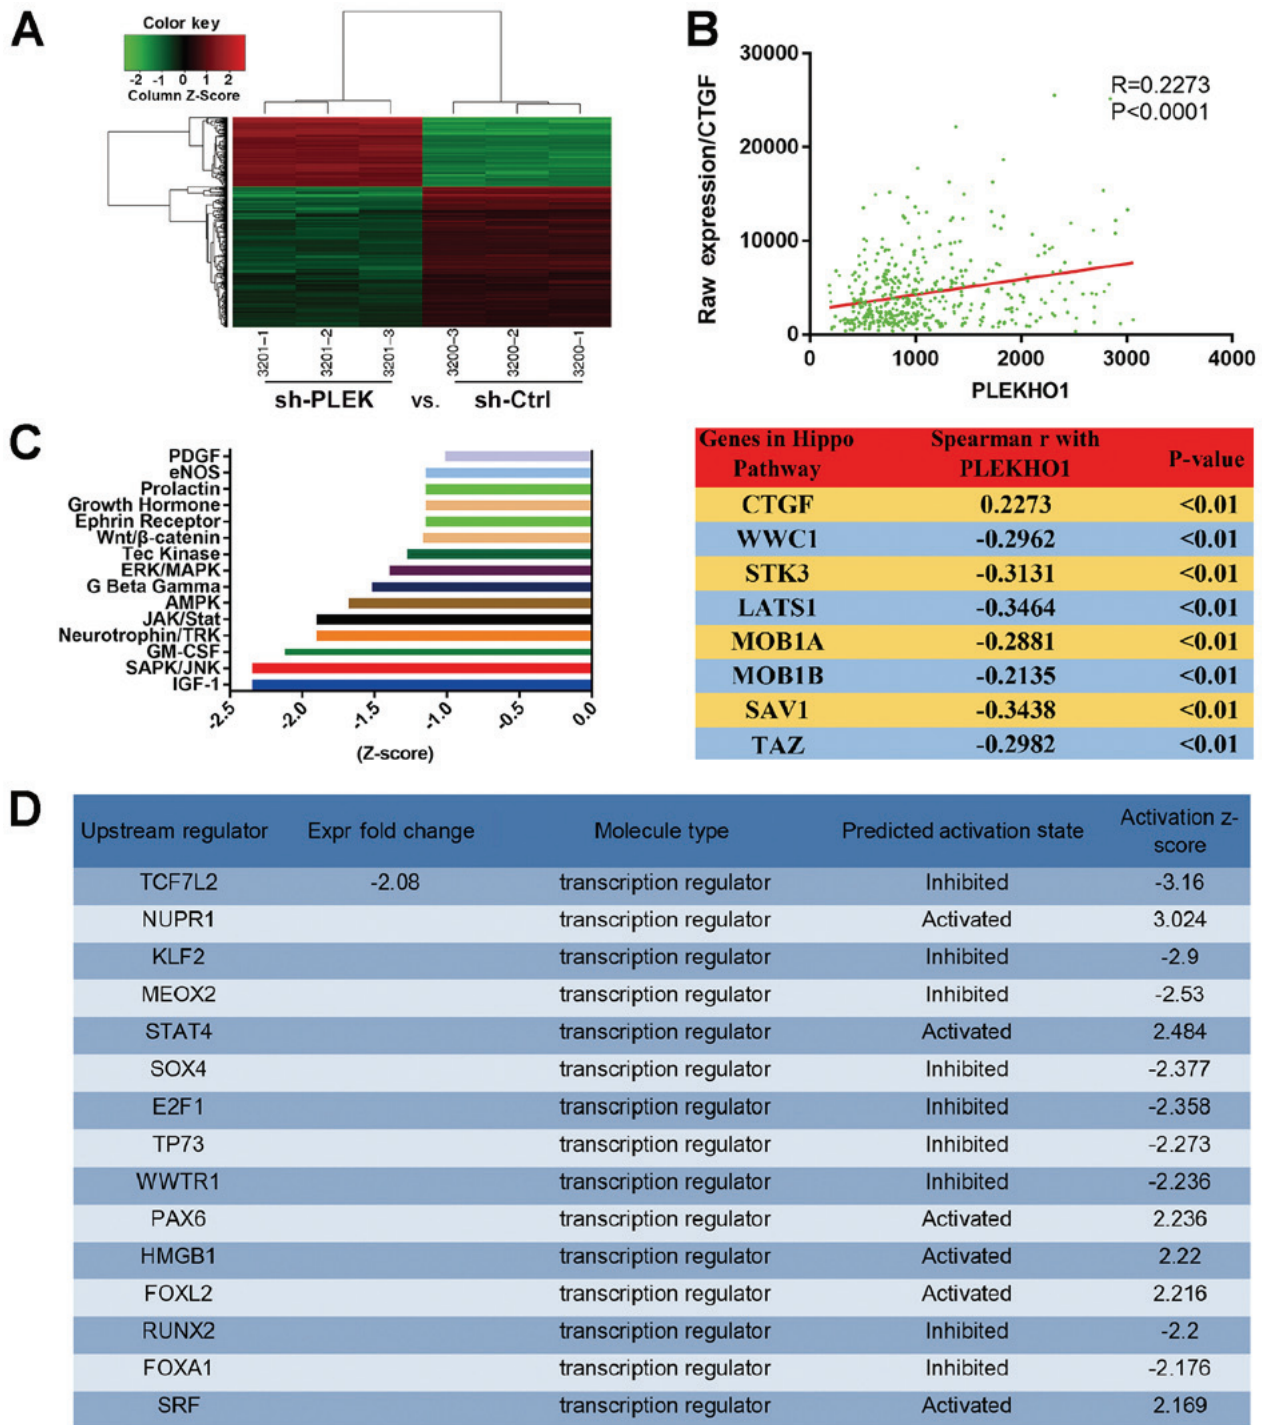 A
Color key
-2 -1 0 1 2
Column Z-Score
3201-1
3201-2
3201-3
3200-3
3200-2
3200-1
sh-PLEK vs. sh-Ctrl
B
Raw expression/CTGF
30000
20000
10000
0
R=0.2273
P<0.0001
0 1000 2000 3000 4000
PLEKHO1
Genes in Hippo Pathway Spearman r with PLEKHO1 P-value
CTGF 0.2273 <0.01
WWC1 -0.2962 <0.01
STK3 -0.3131 <0.01
LATS1 -0.3464 <0.01
MOB1A -0.2881 <0.01
MOB1B -0.2135 <0.01
SAV1 -0.3438 <0.01
TAZ -0.2982 <0.01
C
PDGF
eNOS
Prolactin
Growth Hormone
Ephrin Receptor
Wnt/β-catenin
Tec Kinase
ERK/MAPK
G Beta Gamma
AMPK
JAK/Stat
Neurotrophin/TRK
GM-CSF
SAPK/JNK
IGF-1
-2.5 -2.0 -1.5 -1.0 -0.5 0.0
(Z-score)
D
Upstream regulator Expr fold change Molecule type Predicted activation state Activation z-score
TCF7L2 -2.08 transcription regulator Inhibited -3.16
NUPR1 transcription regulator Activated 3.024
KLF2 transcription regulator Inhibited -2.9
MEOX2 transcription regulator Inhibited -2.53
STAT4 transcription regulator Activated 2.484
SOX4 transcription regulator Inhibited -2.377
E2F1 transcription regulator Inhibited -2.358
TP73 transcription regulator Inhibited -2.273
WWTR1 transcription regulator Inhibited -2.236
PAX6 transcription regulator Activated 2.236
HMGB1 transcription regulator Activated 2.22
FOXL2 transcription regulator Activated 2.216
RUNX2 transcription regulator Inhibited -2.2
FOXA1 transcription regulator Inhibited -2.176
SRF transcription regulator Activated 2.169